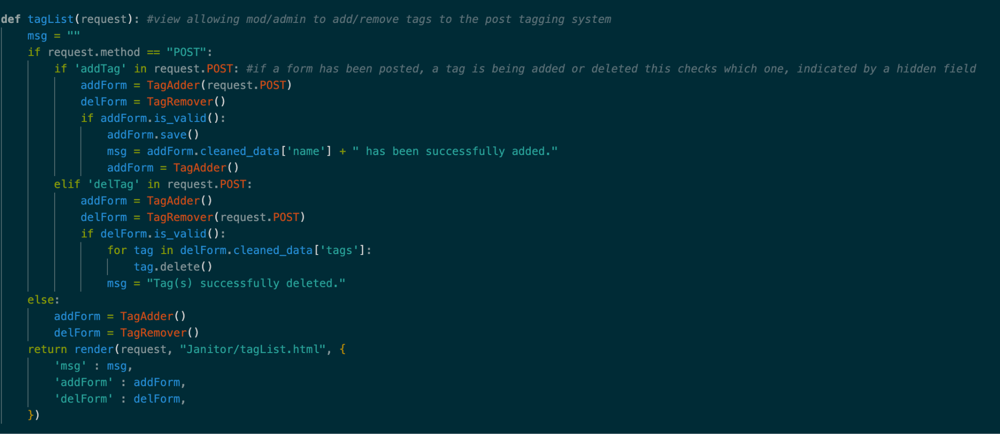 def tagList(request): #view allowing mod/admin to add/remove tags to the post tagging system
    msg = ""
    if request.method == "POST":
        if 'addTag' in request.POST: #if a form has been posted, a tag is being added or deleted this checks which one, indicated by a hidden field
            addForm = TagAdder(request.POST)
            delForm = TagRemover()
            if addForm.is_valid():
                addForm.save()
                msg = addForm.cleaned_data['name'] + " has been successfully added."
                addForm = TagAdder()
        elif 'delTag' in request.POST:
            addForm = TagAdder()
            delForm = TagRemover(request.POST)
            if delForm.is_valid():
                for tag in delForm.cleaned_data['tags']:
                    tag.delete()
                msg = "Tag(s) successfully deleted."
    else:
        addForm = TagAdder()
        delForm = TagRemover()
    return render(request, "Janitor/tagList.html", {
        'msg' : msg,
        'addForm' : addForm,
        'delForm' : delForm,
    })